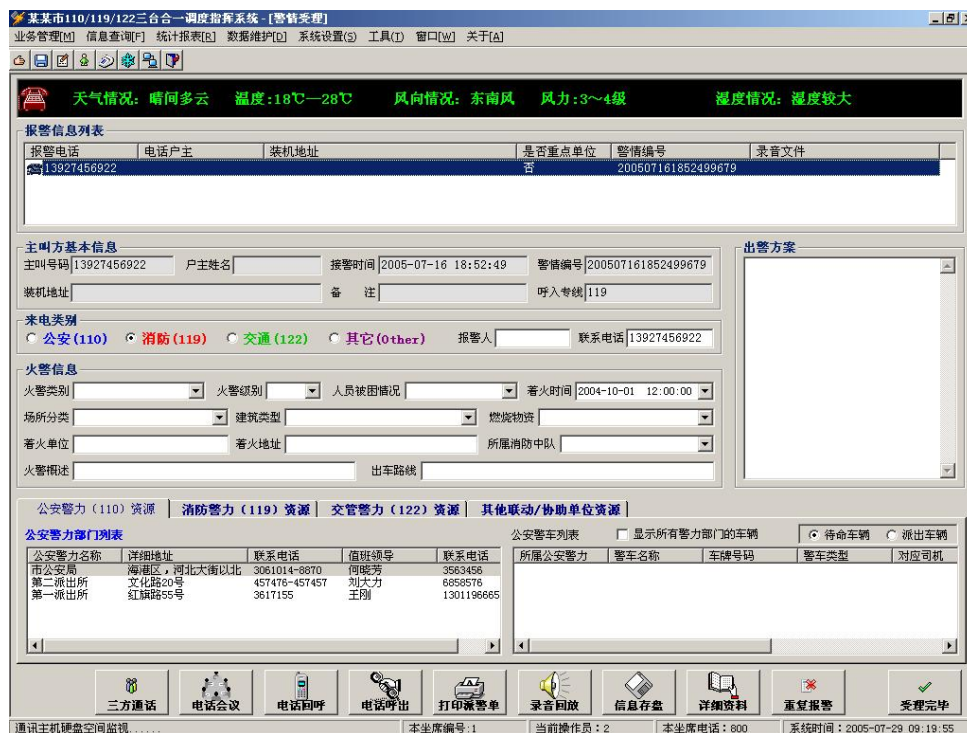 某某市110/119/122三台合一调度指挥系统 - [警情受理]
业务管理[M] 信息查询[F] 统计报表[R] 数据维护[D] 系统设置(S) 工具(T) 窗口[W] 关于[A]
天气情况: 晴间多云 温度:18℃—28℃ 风向情况: 东南风 风力:3～4级 湿度情况: 湿度较大
报警信息列表
报警电话 电话户主 装机地址 是否重点单位 警情编号 录音文件
13927456922 否 200507161852499679
主叫方基本信息 出警方案
主叫号码 13927456922 户主姓名 接警时间 2005-07-16 18:52:49 警情编号 200507161852499679
装机地址 备 注 呼入专线 119
来电类别
公安(110) 消防(119) 交通(122) 其它(Other) 报警人 联系电话 13927456922
火警信息
火警类别 火警级别 人员被困情况 着火时间 2004-10-01 12:00:00
场所分类 建筑类型 燃烧物资
着火单位 着火地址 所属消防中队
火警概述 出车路线
公安警力（110）资源 消防警力（119）资源 交管警力（122）资源 其他联动/协助单位资源
公安警力部门列表 公安警车列表 显示所有警力部门的车辆 待命车辆 派出车辆
公安警力名称 详细地址 联系电话 值班领导 联系电话 所属公安警力 警车名称 车牌号码 警车类型 对应司机
市公安局 海港区，河北大街以北 3061014-8870 何晓芳 3563456
第二派出所 文化路20号 457476-457457 刘大力 6858576
第一派出所 红旗路55号 3617155 王刚 1301196665
三方通话 电话会议 电话回呼 电话呼出 打印派警单 录音回放 信息存盘 详细资料 重复报警 受理完毕
通讯主机硬盘空间监视...... 本坐席编号:1 当前操作员：2 本坐席电话：800 系统时间：2005-07-29 09:19:55